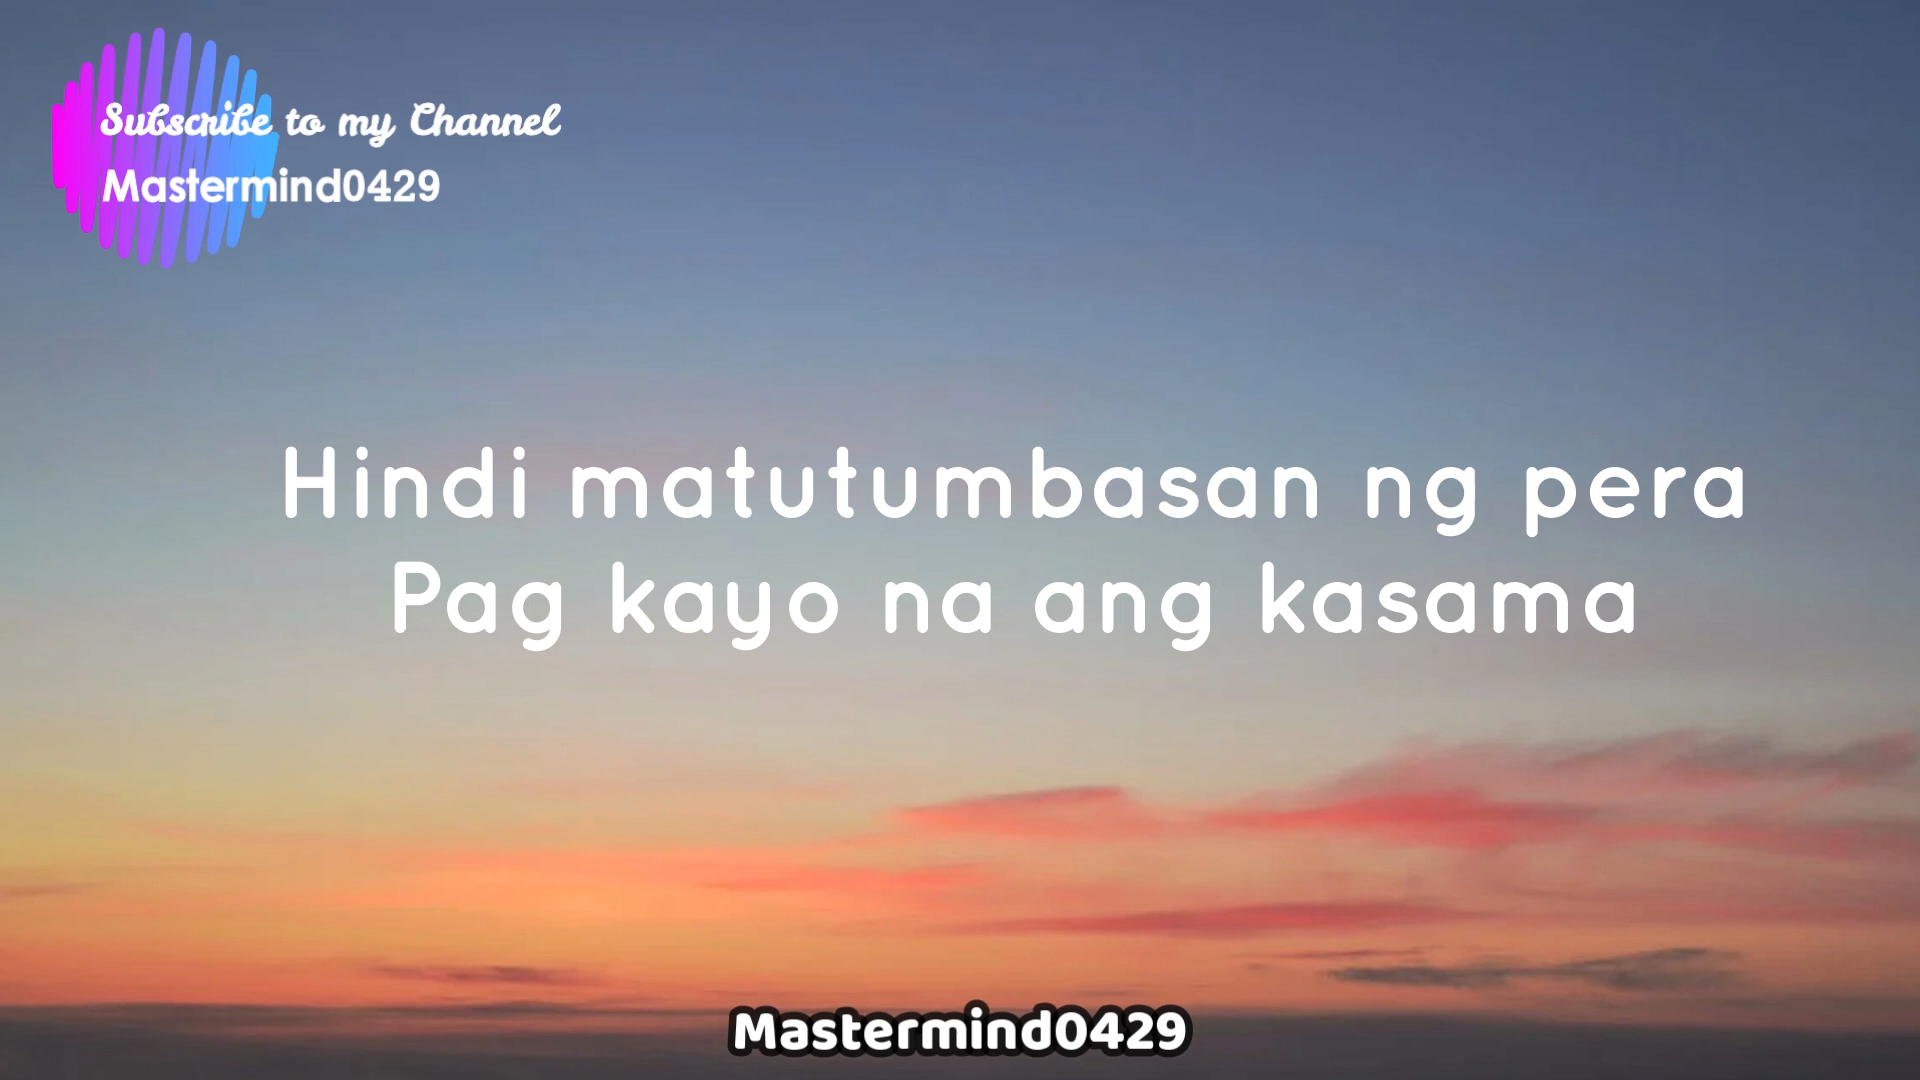 Subscribe to my Channel
Mastermind0429
Hindi matutumbasan ng pera
Pag kayo na ang kasama
Mastermind0429